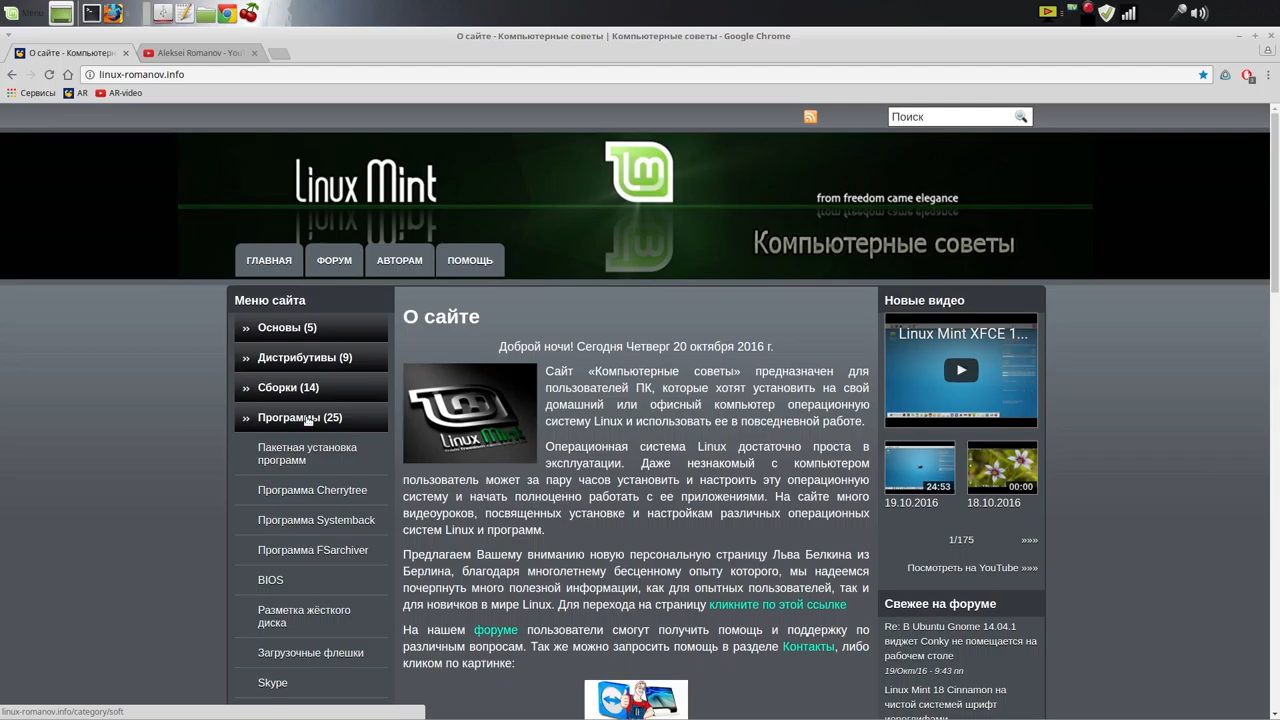 Menu
О сайте - Компьютерные советы | Компьютерные советы - Google Chrome
О сайте - Компьютерн
Aleksei Romanov - You
linux-romanov.info
Сервисы
AR
AR-video
Поиск
Linux Mint
from freedom came elegance
Компьютерные советы
ГЛАВНАЯ
ФОРУМ
АВТОРАМ
ПОМОЩЬ
Меню сайта
Основы (5)
Дистрибутивы (9)
Сборки (14)
Программы (25)
Пакетная установка
программ
Программа Cherrytree
Программа Systemback
Программа FSarchiver
BIOS
Разметка жёсткого
диска
Загрузочные флешки
Skype
О сайте
Доброй ночи! Сегодня Четверг 20 октября 2016 г.
Linux Mint
Сайт «Компьютерные советы» предназначен для
пользователей ПК, которые хотят установить на свой
домашний или офисный компьютер операционную
систему Linux и использовать ее в повседневной работе.
Операционная система Linux достаточно проста в
эксплуатации. Даже незнакомый с компьютером
пользователь может за пару часов установить и настроить эту операционную
систему и начать полноценно работать с ее приложениями. На сайте много
видеоуроков, посвященных установке и настройкам различных операционных
систем Linux и программ.
Предлагаем Вашему вниманию новую персональную страницу Льва Белкина из
Берлина, благодаря многолетнему бесценному опыту которого, мы надеемся
почерпнуть много полезной информации, как для опытных пользователей, так и
для новичков в мире Linux. Для перехода на страницу кликните по этой ссылке
На нашем форуме пользователи смогут получить помощь и поддержку по
различным вопросам. Так же можно запросить помощь в разделе Контакты, либо
кликом по картинке:
Новые видео
Linux Mint XFCE 1...
24:53
00:00
19.10.2016
18.10.2016
1/175
»»»
Посмотреть на YouTube »»»
Свежее на форуме
Re: В Ubuntu Gnome 14.04.1
виджет Conky не помещается на
рабочем столе
19/Окт/16 - 9:43 пп
Linux Mint 18 Cinnamon на
чистой системей шрифт
иероглифами
linux-romanov.info/category/soft